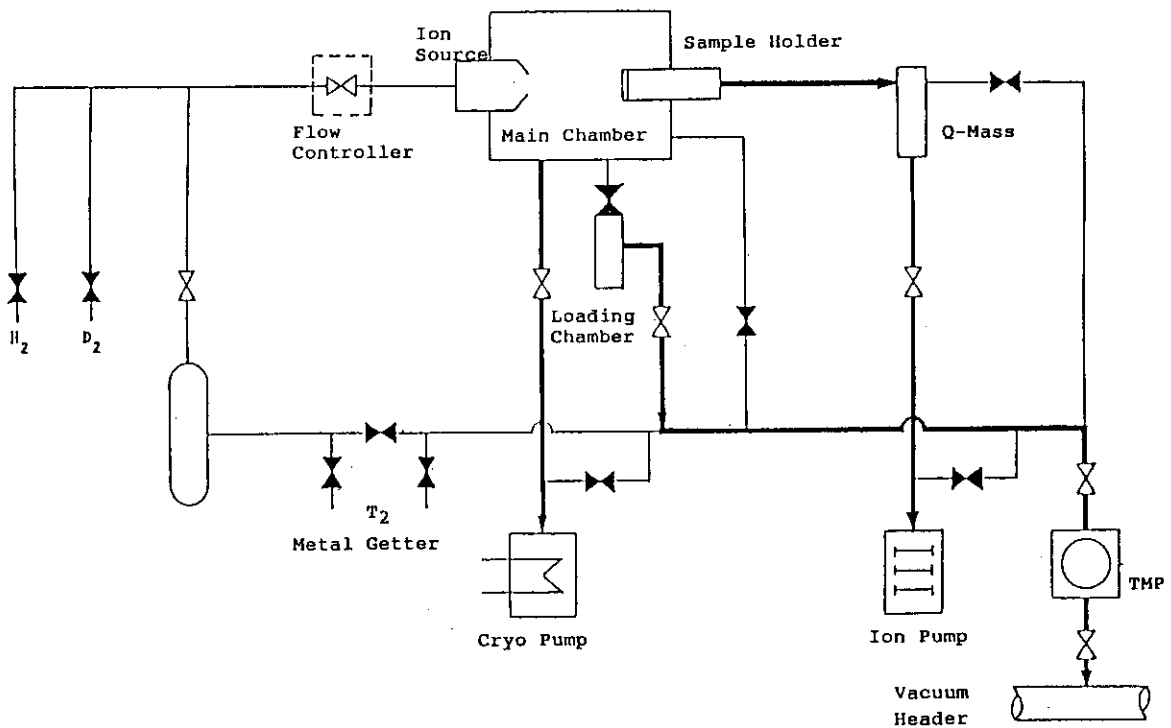 Ion
Source
Sample Holder
Flow
Controller
Main Chamber
Q-Mass
Loading
Chamber
H2
D2
T2
Metal Getter
Cryo Pump
Ion Pump
TMP
Vacuum
Header